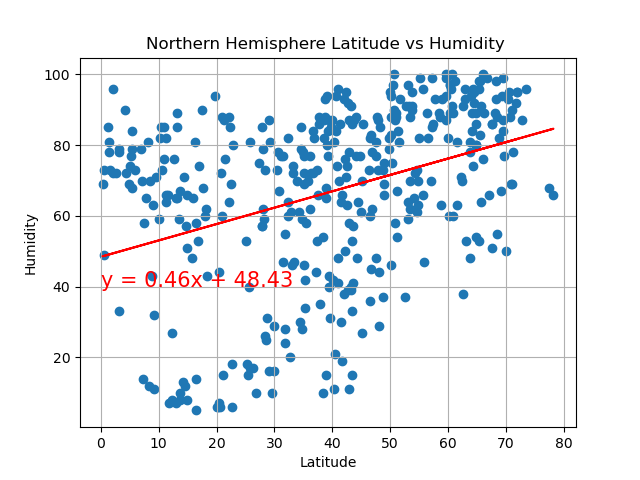 Northern Hemisphere Latitude vs Humidity
100
80
60
40
20
Humidity
y = 0.46x + 48.43
0 10 20 30 40 50 60 70 80
Latitude